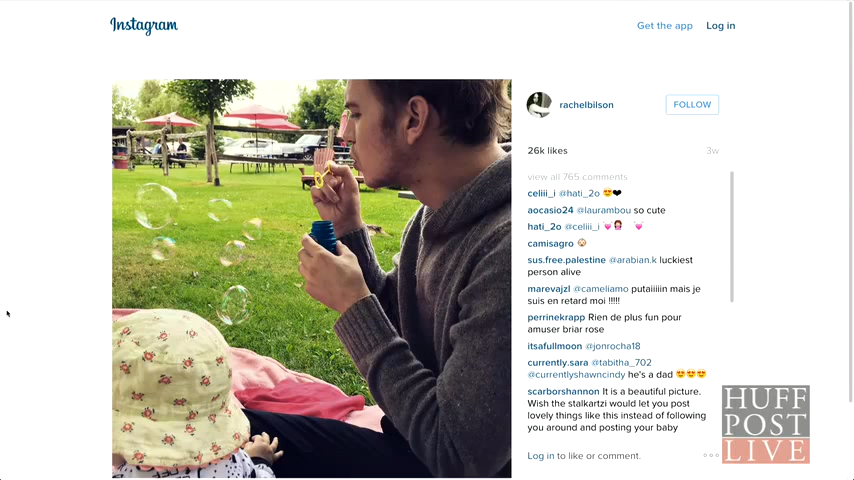 Instagram
Get the app
Log in
rachelbilson
FOLLOW
26k likes
3w
view all 765 comments
celiii_i @hati_2o
aocasio24 @laurambou so cute
hati_2o @celiii_i
camisagro
sus.free.palestine @arabian.k luckiest
person alive
marevajzl @cameliamo putaiiiiin mais je
suis en retard moi !!!!!
perrinekrapp Rien de plus fun pour
amuser briar rose
itsafullmoon @jonrocha18
currently.sara @tabitha_702
@currentlyshawncindy he's a dad
scarborshannon It is a beautiful picture.
Wish the stalkartzi would let you post
lovely things like this instead of following
you around and posting your baby
Log in to like or comment.
HUFF
POST
LIVE